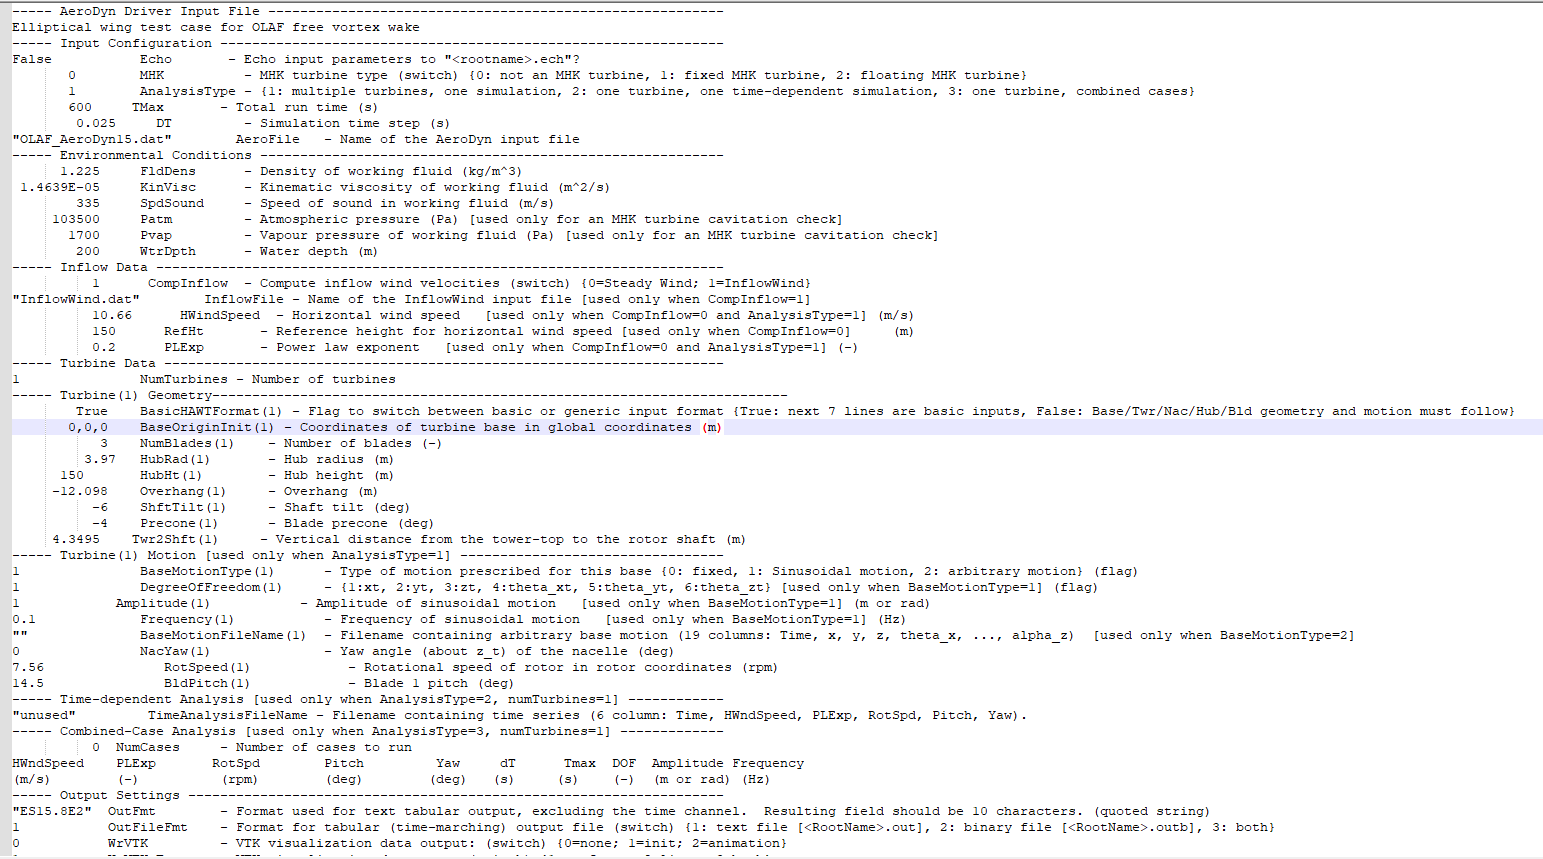 ----- AeroDyn Driver Input File ---------------------------------------------------------
Elliptical wing test case for OLAF free vortex wake
----- Input Configuration ---------------------------------------------------------------
False Echo - Echo input parameters to "<rootname>.ech"?
0 MHK - MHK turbine type (switch) {0: not an MHK turbine, 1: fixed MHK turbine, 2: floating MHK turbine}
1 AnalysisType - {1: multiple turbines, one simulation, 2: one turbine, one time-dependent simulation, 3: one turbine, combined cases}
600 TMax - Total run time (s)
0.025 DT - Simulation time step (s)
"OLAF_AeroDyn15.dat" AeroFile - Name of the AeroDyn input file
----- Environmental Conditions ----------------------------------------------------------
1.225 FldDens - Density of working fluid (kg/m^3)
1.4639E-05 KinVisc - Kinematic viscosity of working fluid (m^2/s)
335 SpdSound - Speed of sound in working fluid (m/s)
103500 Patm - Atmospheric pressure (Pa) [used only for an MHK turbine cavitation check]
1700 Pvap - Vapour pressure of working fluid (Pa) [used only for an MHK turbine cavitation check]
200 WtrDpth - Water depth (m)
----- Inflow Data -----------------------------------------------------------------------
1 CompInflow - Compute inflow wind velocities (switch) {0=Steady Wind; 1=InflowWind}
"InflowWind.dat" InflowFile - Name of the InflowWind input file [used only when CompInflow=1]
10.66 HWindSpeed - Horizontal wind speed [used only when CompInflow=0 and AnalysisType=1] (m/s)
150 RefHt - Reference height for horizontal wind speed [used only when CompInflow=0] (m)
0.2 PLExp - Power law exponent [used only when CompInflow=0 and AnalysisType=1] (-)
----- Turbine Data ----------------------------------------------------------------------
1 NumTurbines - Number of turbines
----- Turbine(1) Geometry------------------------------------------------------------------------
True BasicHAWTFormat(1) - Flag to switch between basic or generic input format {True: next 7 lines are basic inputs, False: Base/Twr/Nac/Hub/Bld geometry and motion must follow}
0,0,0 BaseOriginInit(1) - Coordinates of turbine base in global coordinates (m)
3 NumBlades(1) - Number of blades (-)
3.97 HubRad(1) - Hub radius (m)
150 HubHt(1) - Hub height (m)
-12.098 Overhang(1) - Overhang (m)
-6 ShftTilt(1) - Shaft tilt (deg)
-4 Precone(1) - Blade precone (deg)
4.3495 Twr2Shft(1) - Vertical distance from the tower-top to the rotor shaft (m)
----- Turbine(1) Motion [used only when AnalysisType=1] ---------------------------------
1 BaseMotionType(1) - Type of motion prescribed for this base {0: fixed, 1: Sinusoidal motion, 2: arbitrary motion} (flag)
1 DegreeOfFreedom(1) - {1:xt, 2:yt, 3:zt, 4:theta_xt, 5:theta_yt, 6:theta_zt} [used only when BaseMotionType=1] (flag)
1 Amplitude(1) - Amplitude of sinusoidal motion [used only when BaseMotionType=1] (m or rad)
0.1 Frequency(1) - Frequency of sinusoidal motion [used only when BaseMotionType=1] (Hz)
"" BaseMotionFileName(1) - Filename containing arbitrary base motion (19 columns: Time, x, y, z, theta_x, ..., alpha_z) [used only when BaseMotionType=2]
0 NacYaw(1) - Yaw angle (about z_t) of the nacelle (deg)
7.56 RotSpeed(1) - Rotational speed of rotor in rotor coordinates (rpm)
14.5 BldPitch(1) - Blade 1 pitch (deg)
----- Time-dependent Analysis [used only when AnalysisType=2, numTurbines=1] ------------
"unused" TimeAnalysisFileName - Filename containing time series (6 column: Time, HWndSpeed, PLExp, RotSpd, Pitch, Yaw).
----- Combined-Case Analysis [used only when AnalysisType=3, numTurbines=1] -------------
0 NumCases - Number of cases to run
HWndSpeed PLExp RotSpd Pitch Yaw dT Tmax DOF Amplitude Frequency
(m/s) (-) (rpm) (deg) (deg) (s) (s) (-) (m or rad) (Hz)
----- Output Settings -------------------------------------------------------------------
"ES15.8E2" OutFmt - Format used for text tabular output, excluding the time channel. Resulting field should be 10 characters. (quoted string)
1 OutFileFmt - Format for tabular (time-marching) output file (switch) {1: text file [<RootName>.out], 2: binary file [<RootName>.outb], 3: both}
0 WrVTK - VTK visualization data output: (switch) {0=none; 1=init; 2=animation}